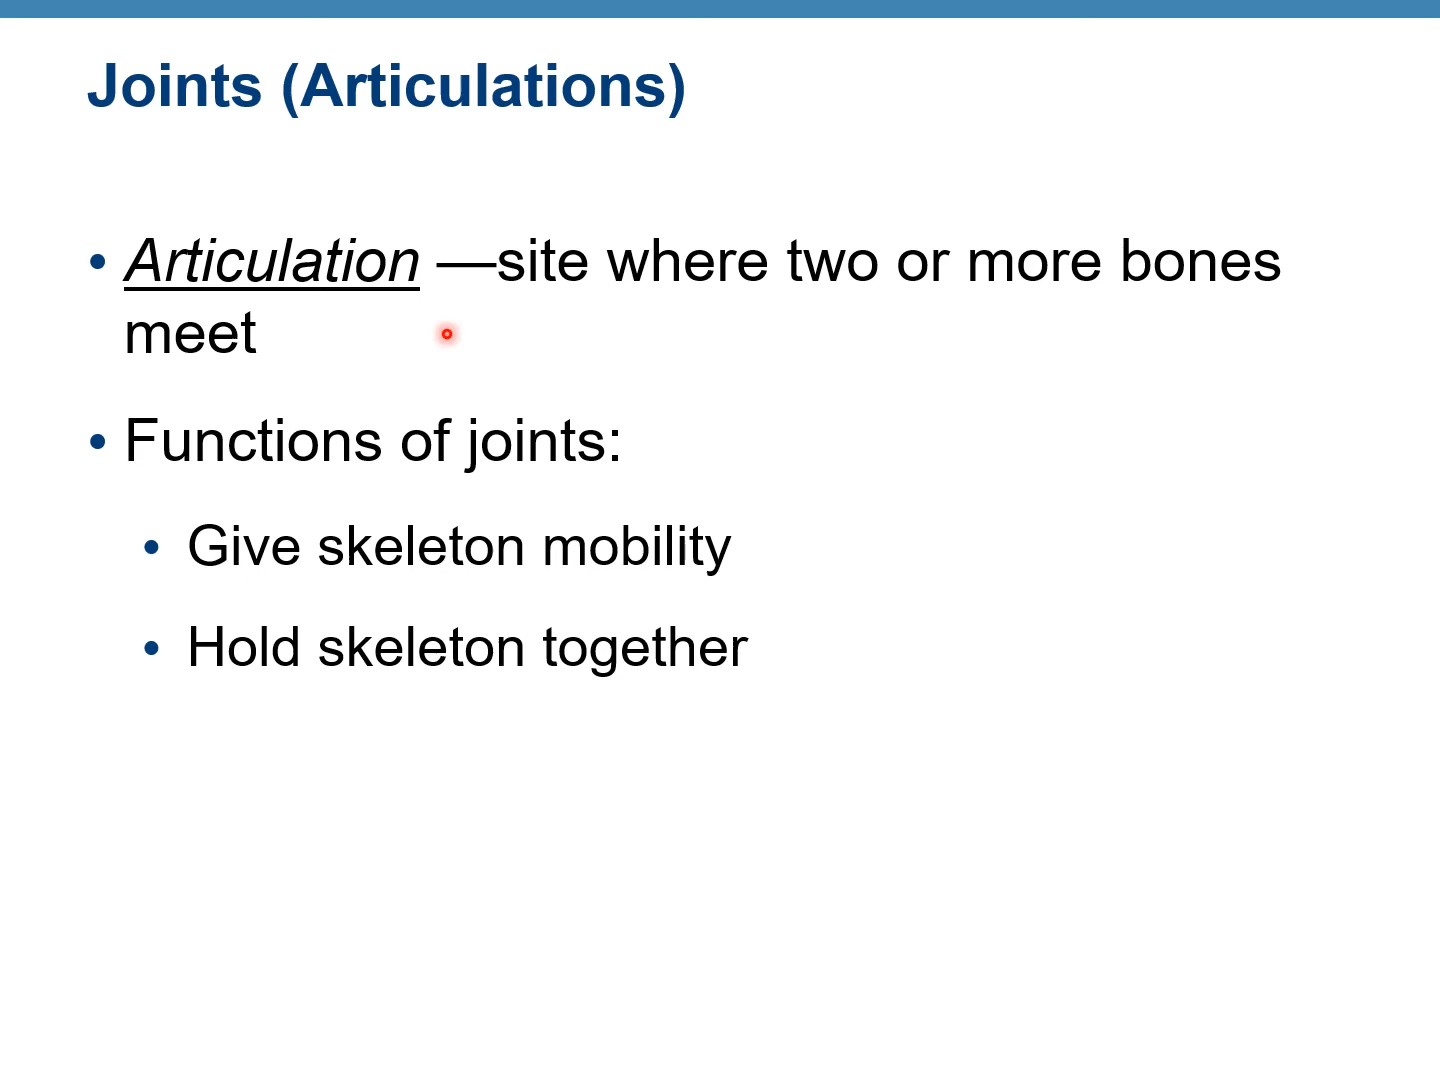 Joints (Articulations)
• Articulation —site where two or more bones
meet
• Functions of joints:
• Give skeleton mobility
• Hold skeleton together